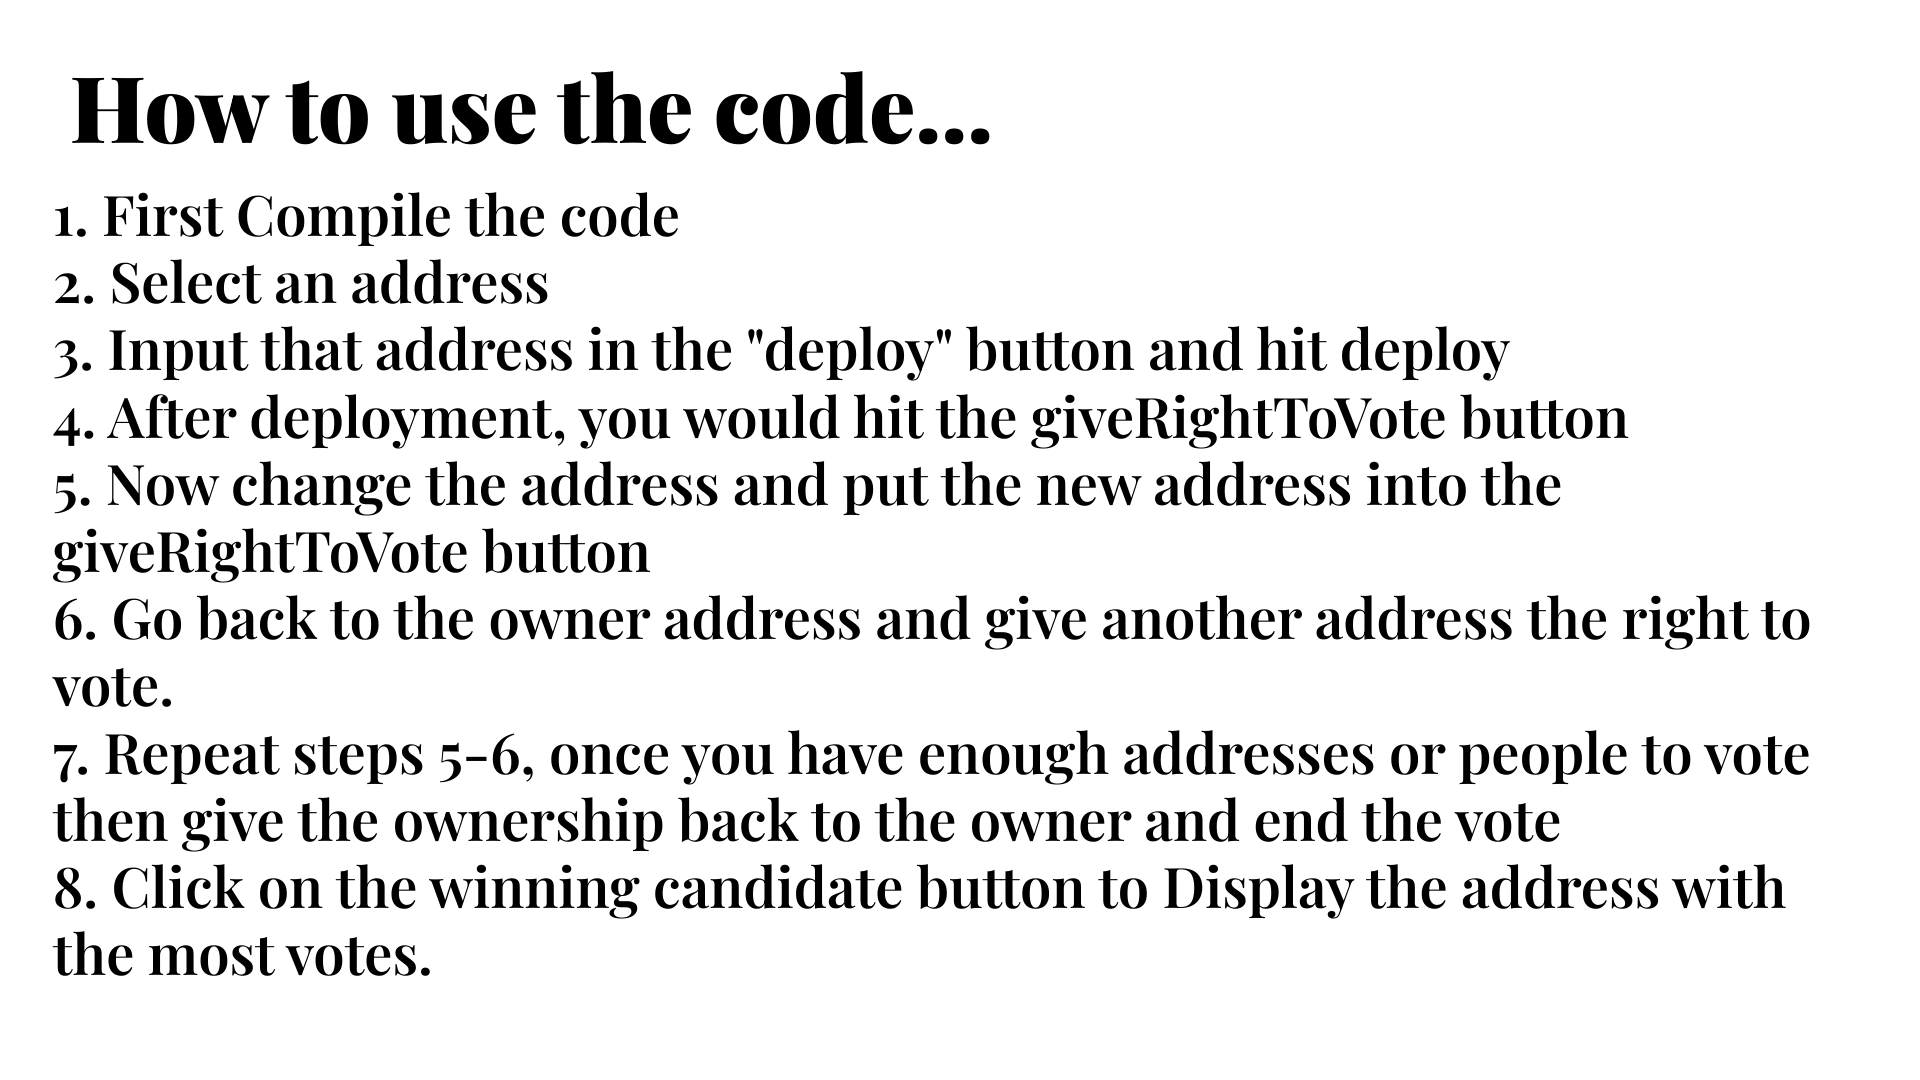 How to use the code...
1. First Compile the code
2. Select an address
3. Input that address in the "deploy" button and hit deploy
4. After deployment, you would hit the giveRightToVote button
5. Now change the address and put the new address into the
giveRightToVote button
6. Go back to the owner address and give another address the right to
vote.
7. Repeat steps 5-6, once you have enough addresses or people to vote
then give the ownership back to the owner and end the vote
8. Click on the winning candidate button to Display the address with
the most votes.